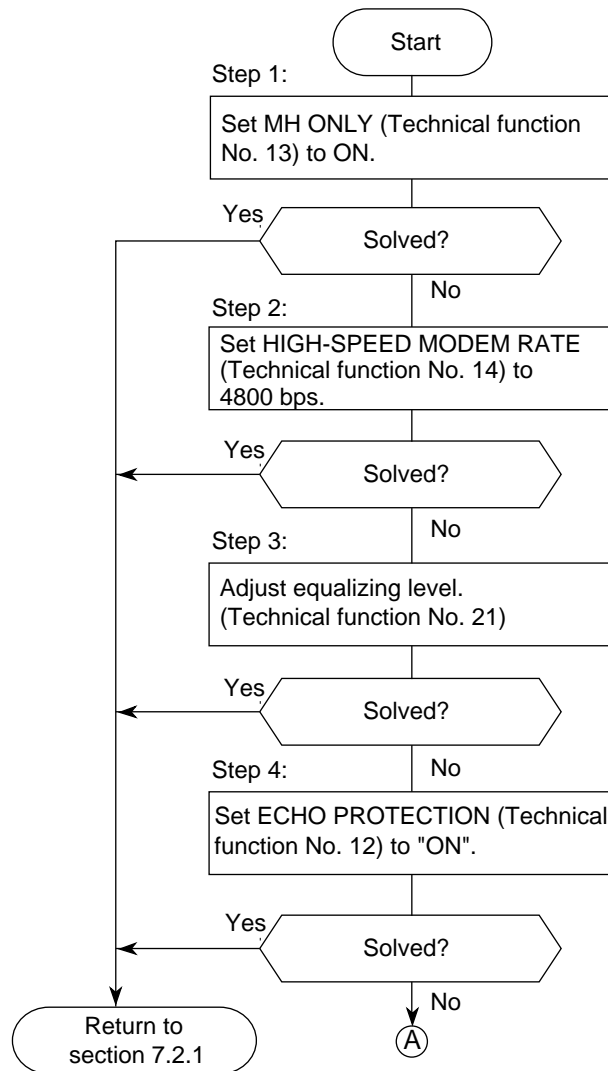 Start
Step 1:
Set MH ONLY (Technical function
No. 13) to ON.
Yes
Solved?
No
Step 2:
Set HIGH-SPEED MODEM RATE
(Technical function No. 14) to
4800 bps.
Yes
Solved?
No
Step 3:
Adjust equalizing level.
(Technical function No. 21)
Yes
Solved?
No
Step 4:
Set ECHO PROTECTION (Technical
function No. 12) to "ON".
Yes
Solved?
No
Return to
section 7.2.1
A